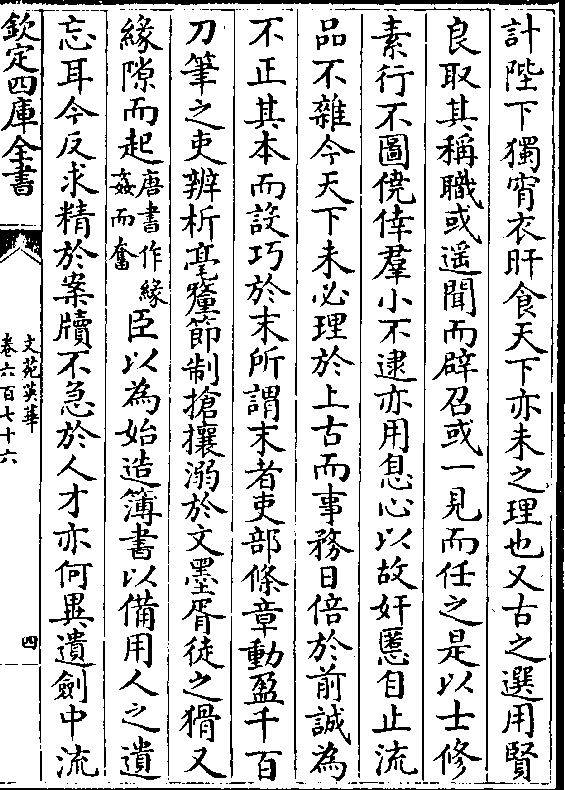 計陛下獨宵衣旰食天下亦未之理也又古之選用賢
良取其稱職或遥聞而辟召或一見而任之是以士修
素行不圖僥倖羣小不逮亦用息心以故奸慝自止流
品不雜今天下未必理於上古而事務日倍於前誠為
不正其本而設巧於末所謂末者吏部條章動盈千百
刀筆之吏辨析毫釐節制搶攘溺於文墨胥徒之猾又
緣隙而起唐書作緣姦而奮臣以為始造簿書以備用人之遺
忘耳今反求精於案牘不急於人才亦何異遺劍中流
欽定四庫全書
文苑英華
卷六百七十六
四